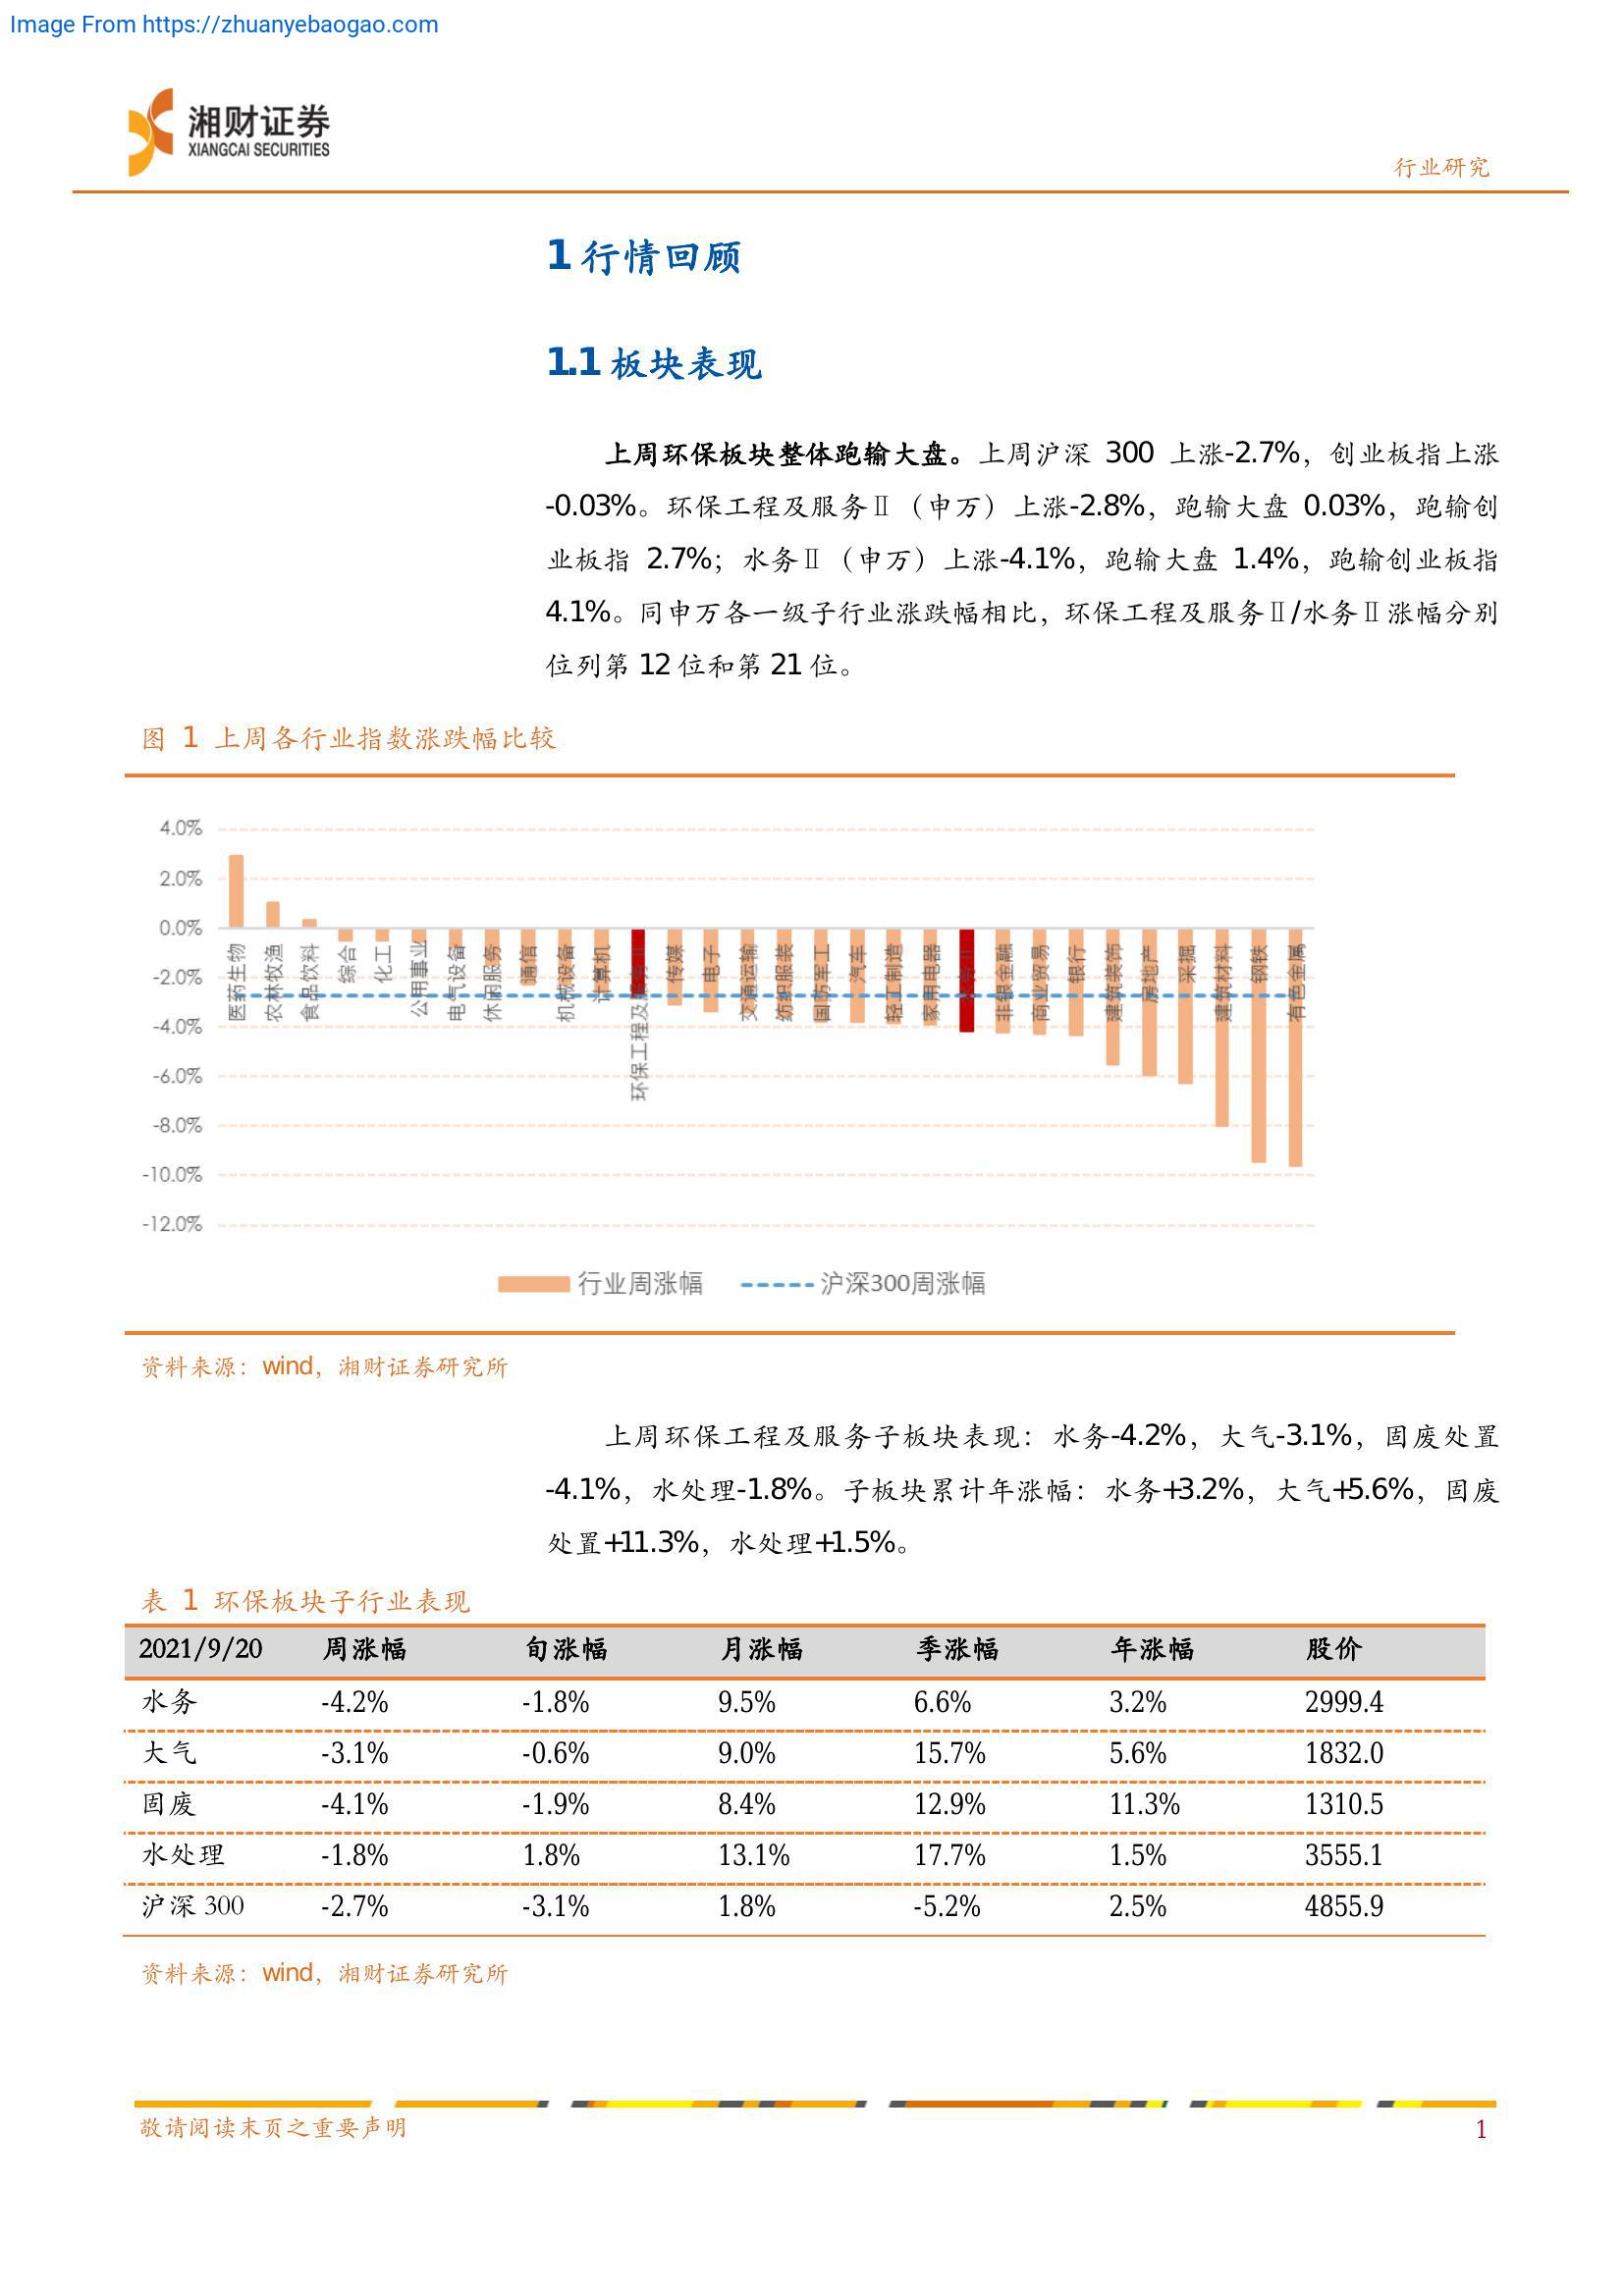 Image From https://zhuanyebaogao.com
湘财证券
XIANGCAI SECURITIES
行业研究
1 行情回顾
1.1 板块表现
上周环保板块整体跑输大盘。上周沪深 300 上涨-2.7%，创业板指上涨
-0.03%。环保工程及服务Ⅱ（申万）上涨-2.8%，跑输大盘 0.03%，跑输创
业板指 2.7%；水务Ⅱ（申万）上涨-4.1%，跑输大盘 1.4%，跑输创业板指
4.1%。同申万各一级子行业涨跌幅相比，环保工程及服务Ⅱ/水务Ⅱ涨幅分别
位列第 12 位和第 21 位。
图 1 上周各行业指数涨跌幅比较
4.0%
2.0%
0.0%
-2.0%
-4.0%
-6.0%
-8.0%
-10.0%
-12.0%
医药生物
农林牧渔
食品饮料
综合
化工
公用事业
电气设备
休闲服务
通信
机械设备
计算机
环保工程及
传媒
电子
交通运输
纺织服装
国防军工
汽车
轻工制造
家用电器
非银金融
商业贸易
银行
建筑装饰
房地产
采掘
建筑材料
钢铁
有色金属
行业周涨幅 沪深300周涨幅
资料来源：wind，湘财证券研究所
上周环保工程及服务子板块表现：水务-4.2%，大气-3.1%，固废处置
-4.1%，水处理-1.8%。子板块累计年涨幅：水务+3.2%，大气+5.6%，固废
处置+11.3%，水处理+1.5%。
表 1 环保板块子行业表现
2021/9/20 周涨幅 旬涨幅 月涨幅 季涨幅 年涨幅 股价
水务 -4.2% -1.8% 9.5% 6.6% 3.2% 2999.4
大气 -3.1% -0.6% 9.0% 15.7% 5.6% 1832.0
固废 -4.1% -1.9% 8.4% 12.9% 11.3% 1310.5
水处理 -1.8% 1.8% 13.1% 17.7% 1.5% 3555.1
沪深 300 -2.7% -3.1% 1.8% -5.2% 2.5% 4855.9
资料来源：wind，湘财证券研究所
敬请阅读末页之重要声明 1